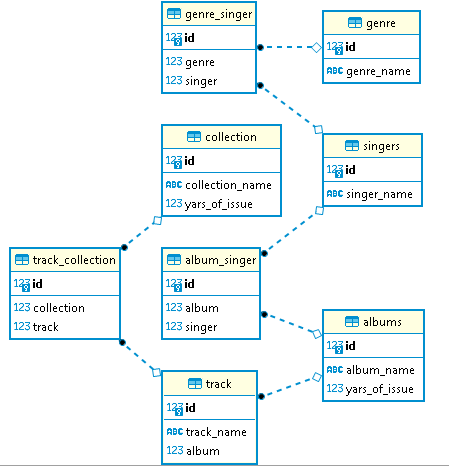 genre_singer
123 id
123 genre
123 singer
genre
123 id
ABC genre_name
collection
123 id
ABC collection_name
123 yars_of_issue
singers
123 id
ABC singer_name
track_collection
123 id
123 collection
123 track
album_singer
123 id
123 album
123 singer
albums
123 id
ABC album_name
123 yars_of_issue
track
123 id
ABC track_name
123 album